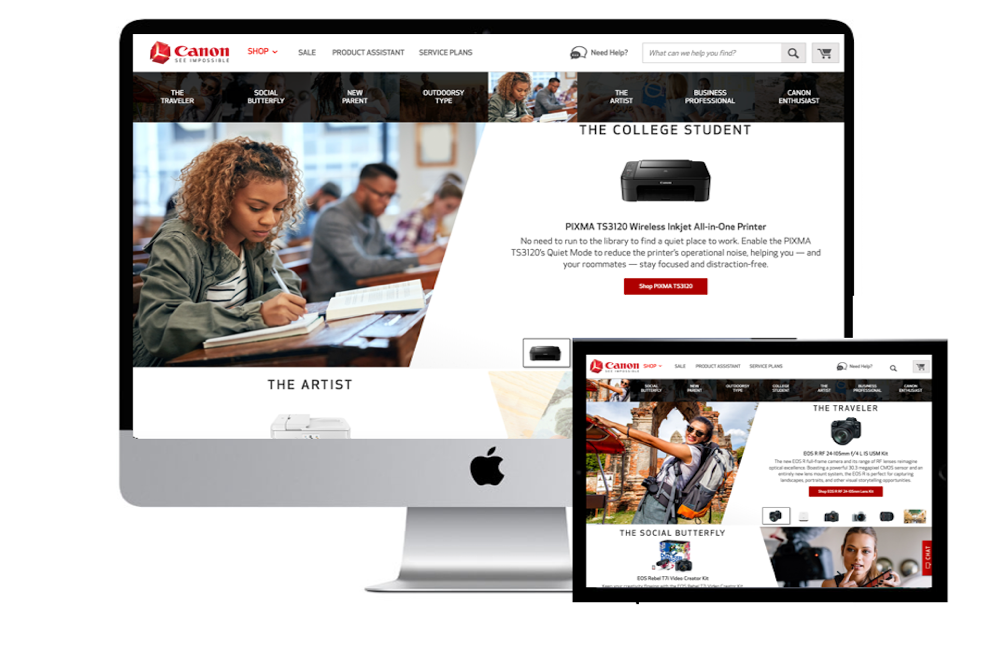 Canon
SEE IMPOSSIBLE
SHOP
SALE
PRODUCT ASSISTANT
SERVICE PLANS
Need Help?
What can we help you find?
THE
TRAVELER
SOCIAL
BUTTERFLY
NEW
PARENT
OUTDOORSY
TYPE
THE
ARTIST
BUSINESS
PROFESSIONAL
CANON
ENTHUSIAST
THE COLLEGE STUDENT
PIXMA TS3120 Wireless Inkjet All-in-One Printer
No need to run to the library to find a quiet place to work. Enable the PIXMA
TS3120's Quiet Mode to reduce the printer's operational noise, helping you — and
your roommates — stay focused and distraction-free.
Shop PIXMA TS3120
THE ARTIST
Canon
SEE IMPOSSIBLE
SHOP
SALE
PRODUCT ASSISTANT
SERVICE PLANS
Need Help?
SOCIAL
BUTTERFLY
NEW
PARENT
OUTDOORSY
TYPE
COLLEGE
STUDENT
THE
ARTIST
BUSINESS
PROFESSIONAL
CANON
ENTHUSIAST
THE TRAVELER
EOS R RF 24-105mm f/4 L IS USM Kit
The new EOS R full-frame camera and its range of RF lenses reimagine
optical excellence. Boasting a powerful 30.3 megapixel CMOS sensor and an
entirely new lens mount system, the EOS R is perfect for capturing
landscapes, portraits, and other visual storytelling opportunities.
Shop EOS R RF 24-105mm Lens Kit
THE SOCIAL BUTTERFLY
EOS Rebel T7i Video Creator Kit
CHAT